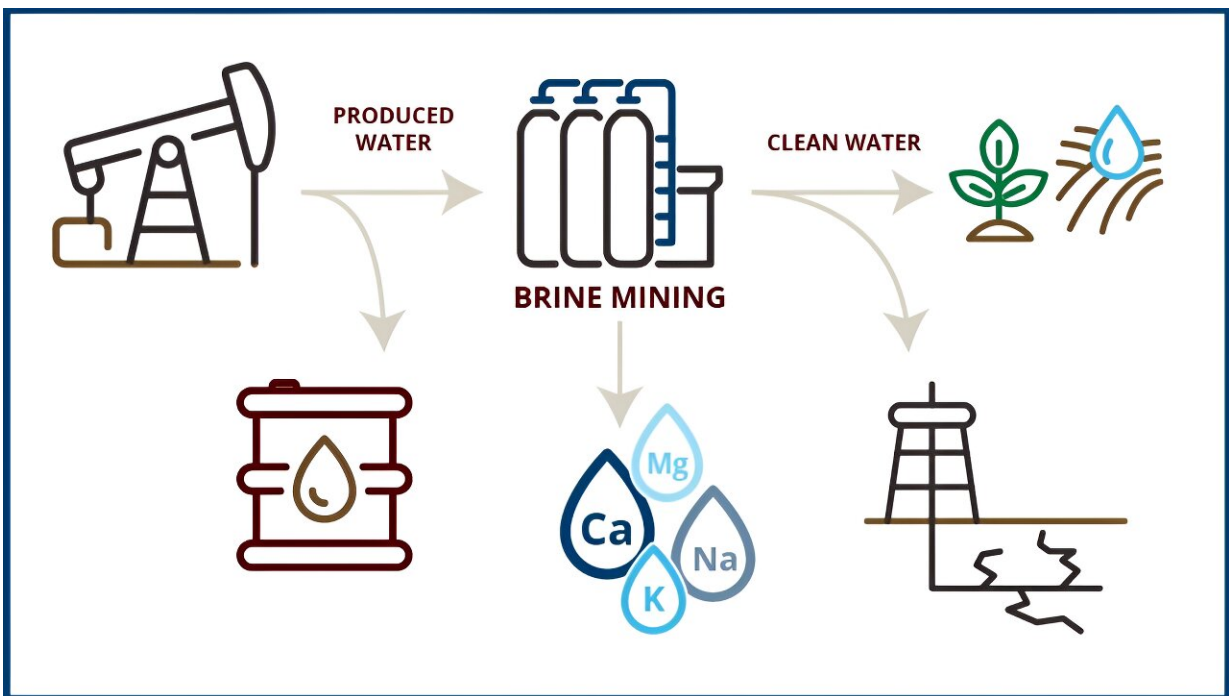 PRODUCED
WATER
CLEAN WATER
BRINE MINING
Mg
Ca
Na
K